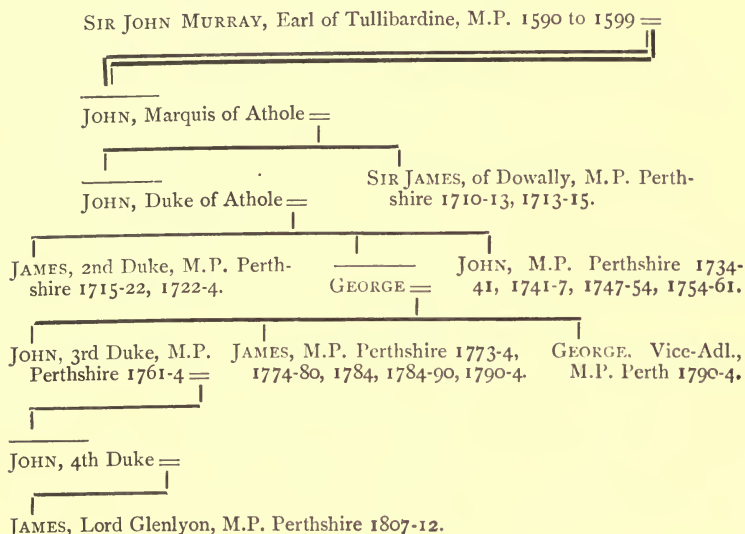 SIR JOHN MURRAY, Earl of Tullibardine, M.P. 1590 to 1599 =
JOHN, Marquis of Athole =
JOHN, Duke of Athole =
SIR JAMES, of Dowally, M.P. Perth-
shire 1710-13, 1713-15.
JAMES, 2nd Duke, M.P. Perth-
shire 1715-22, 1722-4.
GEORGE =
JOHN, M.P. Perthshire 1734-
41, 1741-7, 1747-54, 1754-61.
JOHN, 3rd Duke, M.P.
Perthshire 1761-4 =
JAMES, M.P. Perthshire 1773-4,
1774-80, 1784, 1784-90, 1790-4.
GEORGE. Vice-Adl.,
M.P. Perth 1790-4.
JOHN, 4th Duke =
JAMES, Lord Glenlyon, M.P. Perthshire 1807-12.